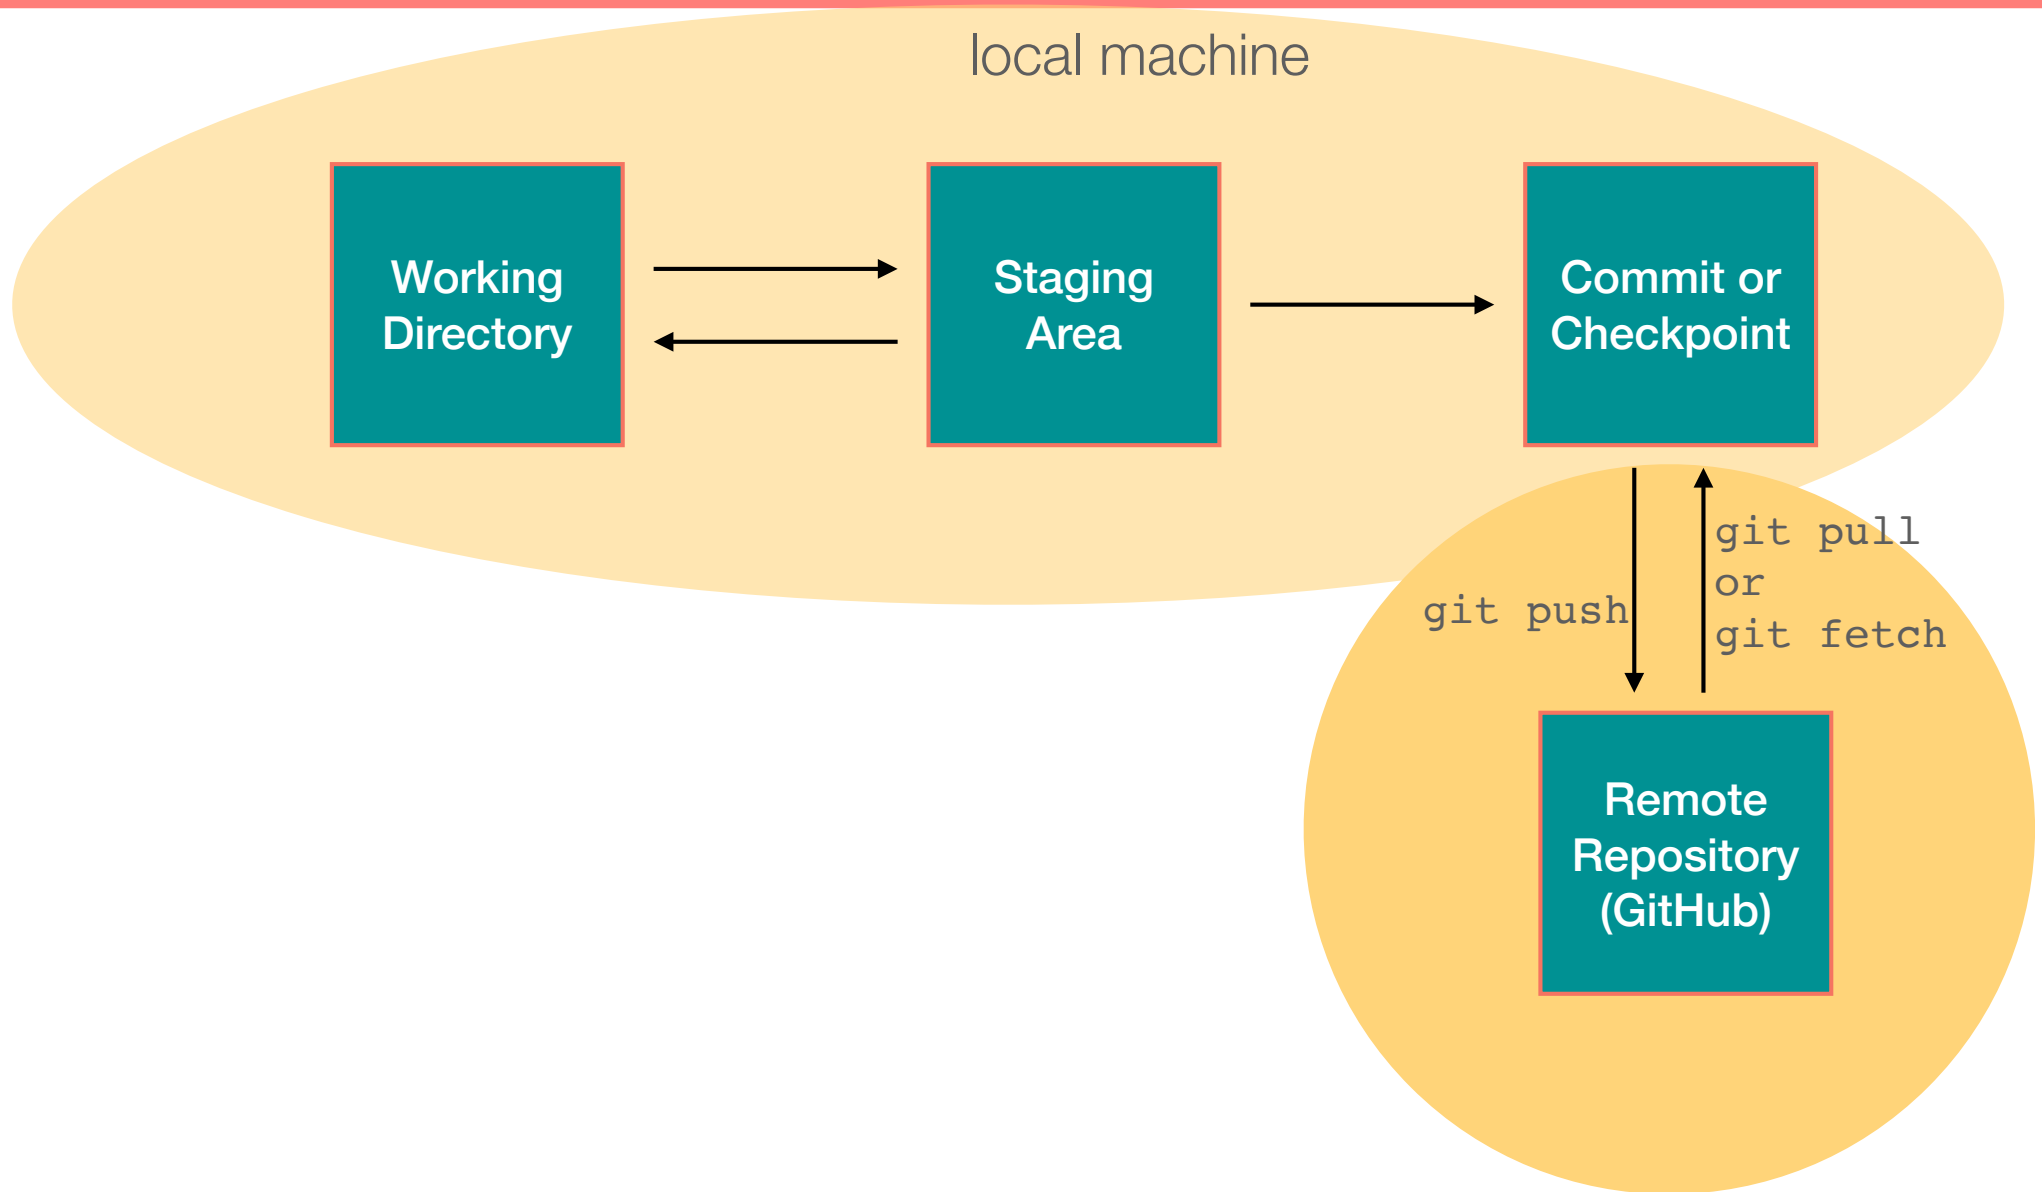 local machine
Working
Directory
Staging
Area
Commit or
Checkpoint
git push
git pull
or
git fetch
Remote
Repository
(GitHub)